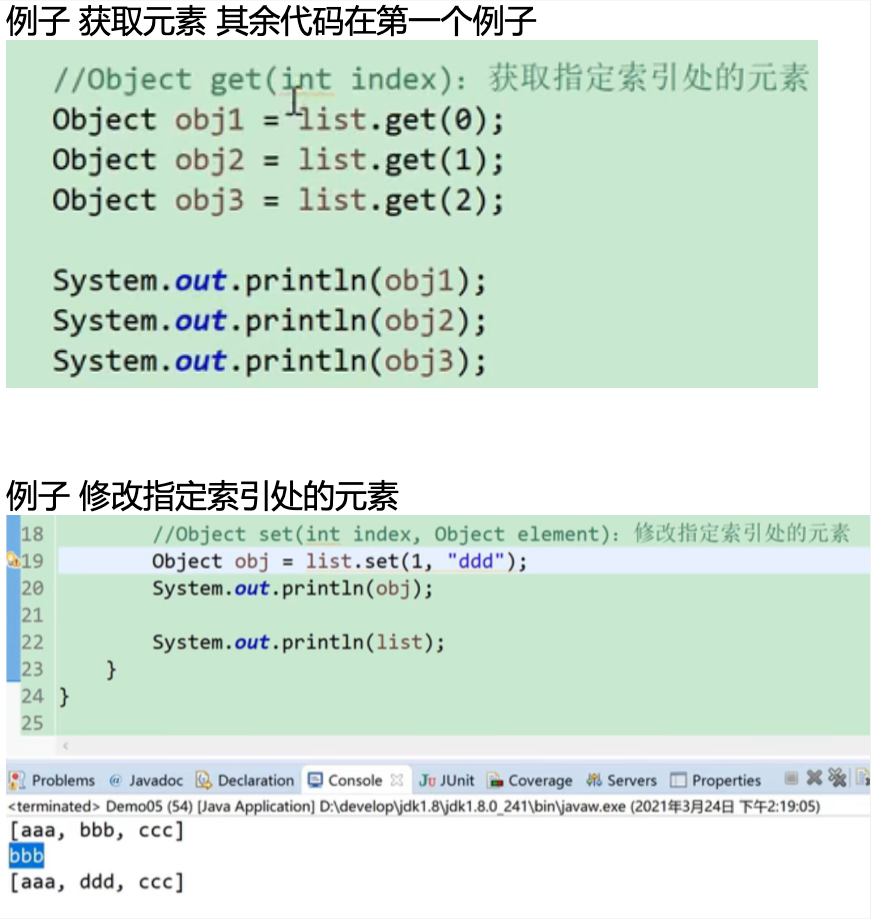 例子 获取元素 其余代码在第一个例子
//Object get(int index): 获取指定索引处的元素
Object obj1 = list.get(0);
Object obj2 = list.get(1);
Object obj3 = list.get(2);
System.out.println(obj1);
System.out.println(obj2);
System.out.println(obj3);
例子 修改指定索引处的元素
18 //Object set(int index, Object element): 修改指定索引处的元素
19 Object obj = list.set(1, "ddd");
20 System.out.println(obj);
21
22 System.out.println(list);
23 }
24 }
25
Problems @ Javadoc Declaration Console JUnit Coverage Servers Properties
<terminated> Demo05 (54) [Java Application] D:\develop\jdk1.8\jdk1.8.0_241\bin\javaw.exe (2021年3月24日 下午2:19:05)
[aaa, bbb, ccc]
bbb
[aaa, ddd, ccc]